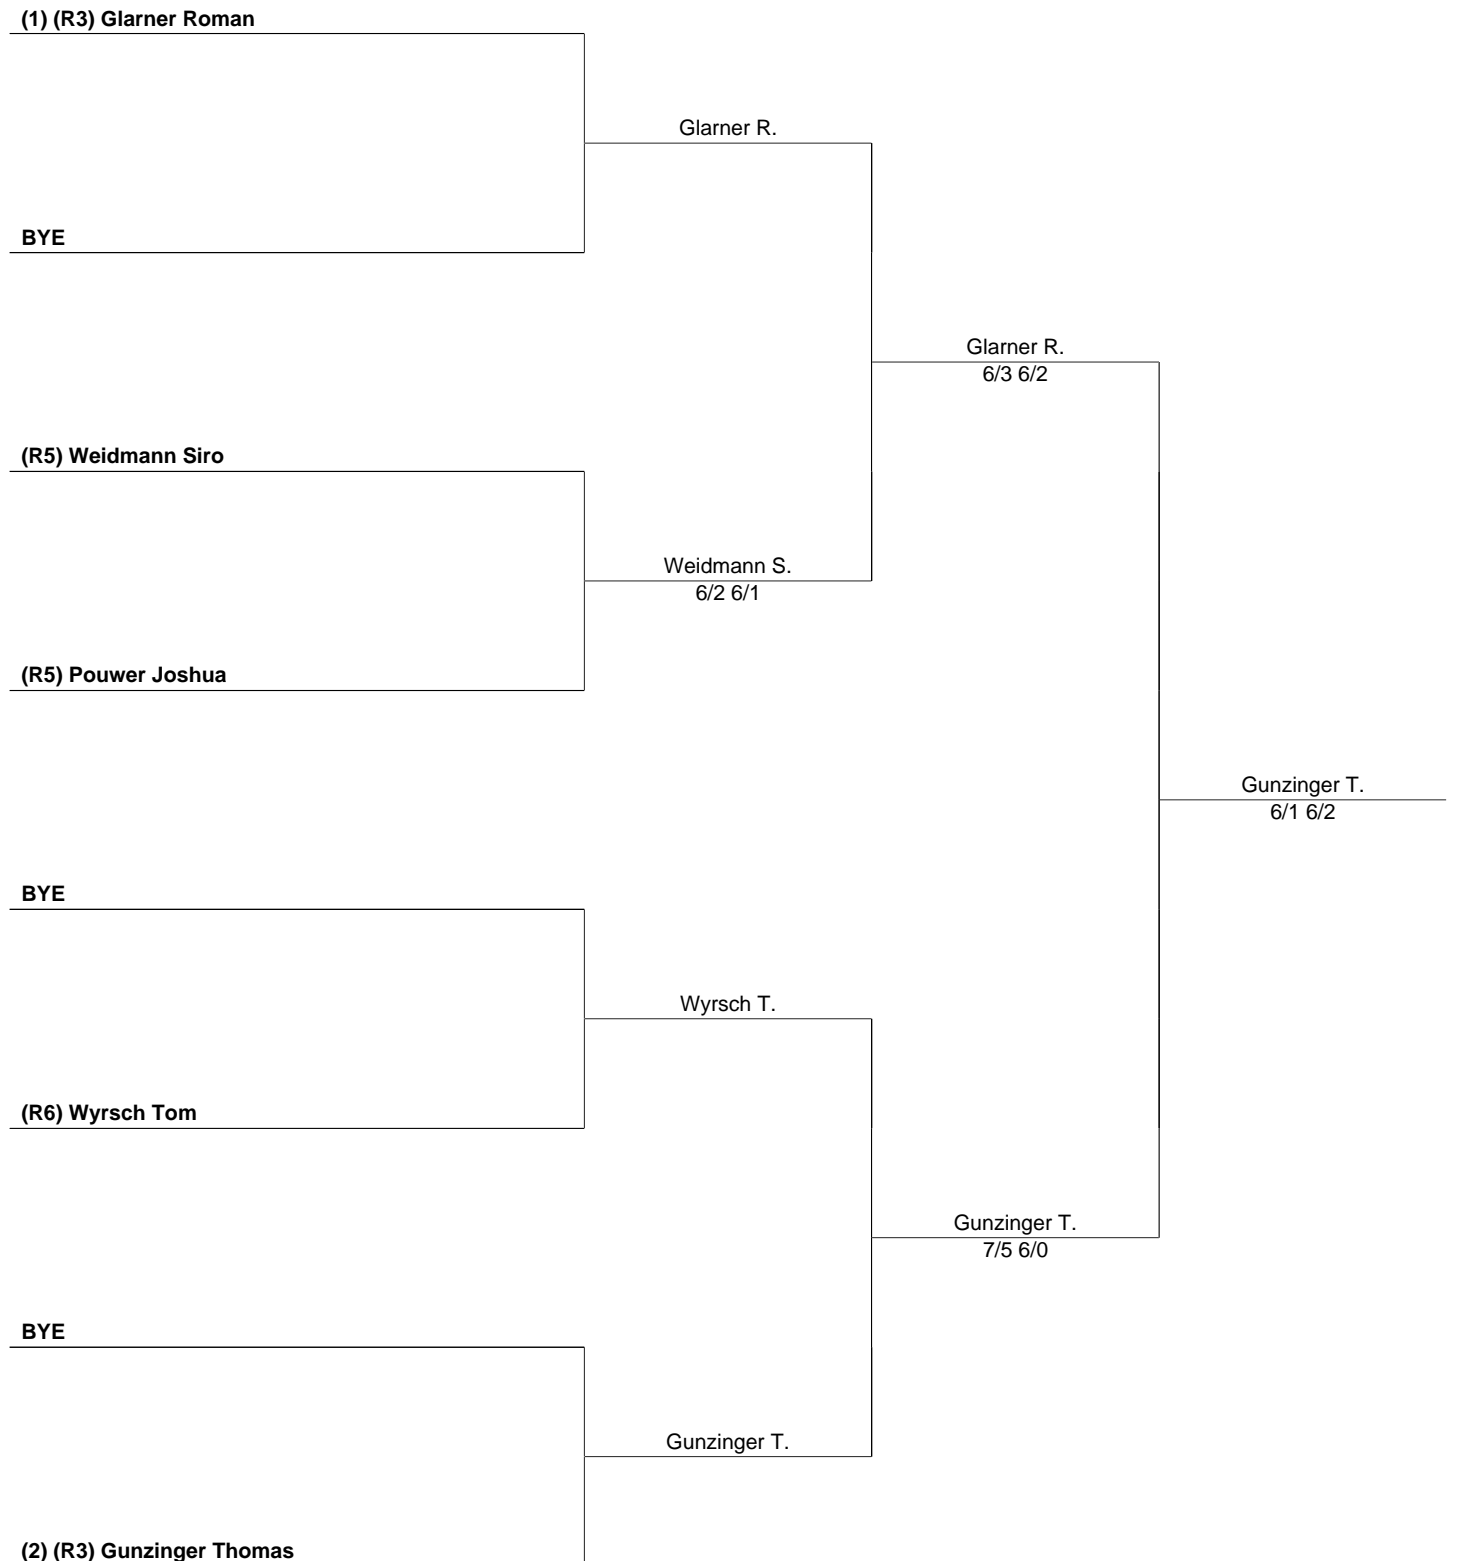 (1) (R3) Glarner Roman
Glarner R.
BYE
Glarner R.
6/3 6/2
(R5) Weidmann Siro
Weidmann S.
6/2 6/1
(R5) Pouwer Joshua
Gunzinger T.
6/1 6/2
BYE
Wyrsch T.
(R6) Wyrsch Tom
Gunzinger T.
7/5 6/0
BYE
Gunzinger T.
(2) (R3) Gunzinger Thomas